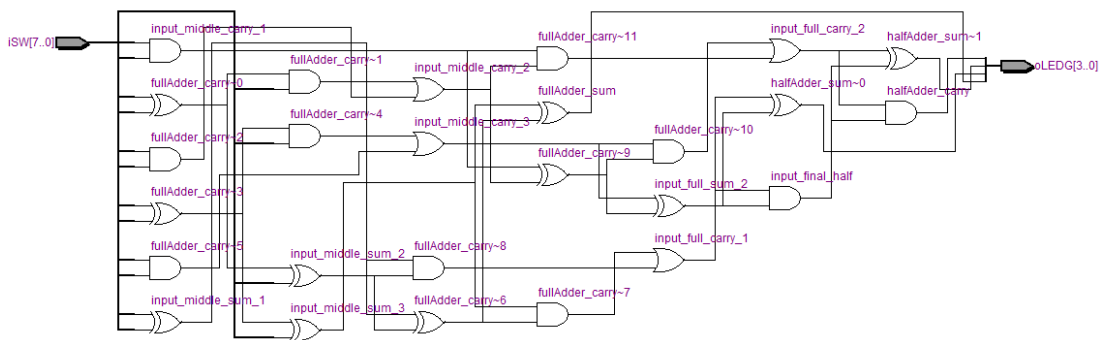 input_middle_carry_1
fullAdder_carry~11
input_full_carry_2
halfAdder_sum~1
iSW[7..0]
fullAdder_carry~1
input_middle_carry_2
oLEDG[3..0]
fullAdder_carry~0
fullAdder_sum
halfAdder_sum~0
halfAdder_carry
fullAdder_carry~2
fullAdder_carry~4
input_middle_carry_3
fullAdder_carry~10
fullAdder_carry~9
fullAdder_carry~3
input_full_sum_2
input_final_half
fullAdder_carry~5
input_middle_sum_2
fullAdder_carry~8
input_full_carry_1
input_middle_sum_1
input_middle_sum_3
fullAdder_carry~6
fullAdder_carry~7